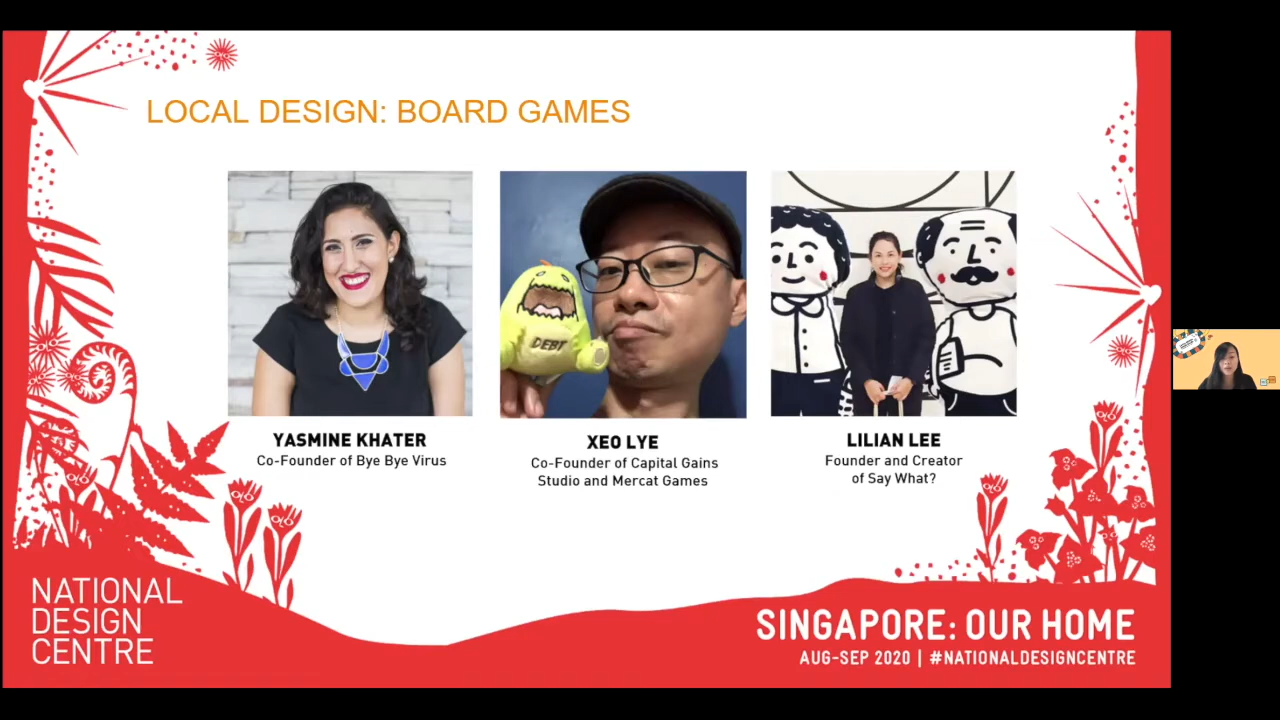 LOCAL DESIGN: BOARD GAMES
DEBT
YASMINE KHATER
Co-Founder of Bye Bye Virus
XEO LYE
Co-Founder of Capital Gains
Studio and Mercat Games
LILIAN LEE
Founder and Creator
of Say What?
NATIONAL
DESIGN
CENTRE
SINGAPORE: OUR HOME
AUG-SEP 2020 | #NATIONALDESIGNCENTRE